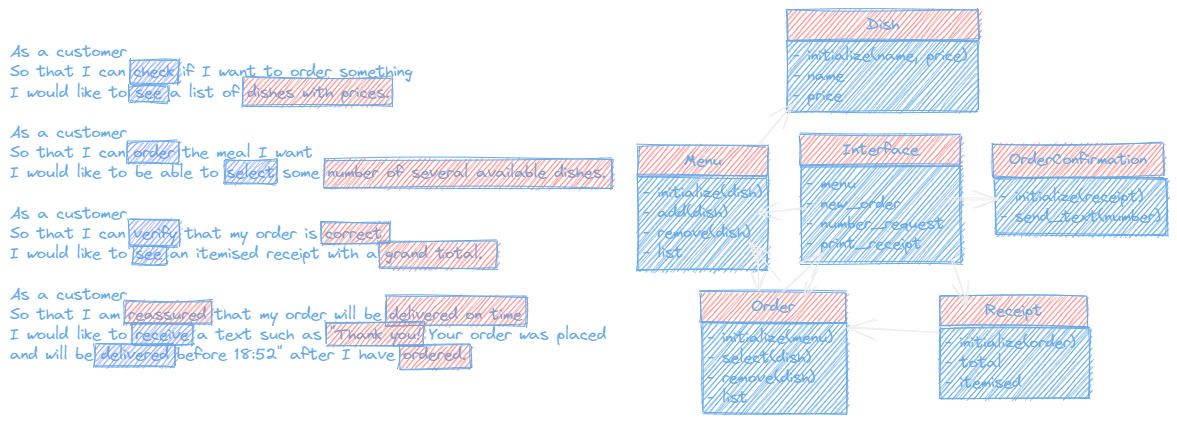 As a customer
So that I can check if I want to order something
I would like to see a list of dishes with prices.
As a customer
So that I can order the meal I want
I would like to be able to select some number of several available dishes.
As a customer
So that I can verify that my order is correct
I would like to see an itemised receipt with a grand total.
As a customer
So that I am reassured that my order will be delivered on time
I would like to receive a text such as "Thank you! Your order was placed
and will be delivered before 18:52" after I have ordered.
Dish
- initialize(name, price)
- name
- price
Menu
- initialize(dish)
- add(dish)
- remove(dish)
- list
Interface
- menu
- new_order
- number_request
- print_receipt
OrderConfirmation
- initialize(receipt)
- send_text(number)
Order
- initialize(menu)
- select(dish)
- remove(dish)
- list
Receipt
- initialize(order)
- total
- itemised